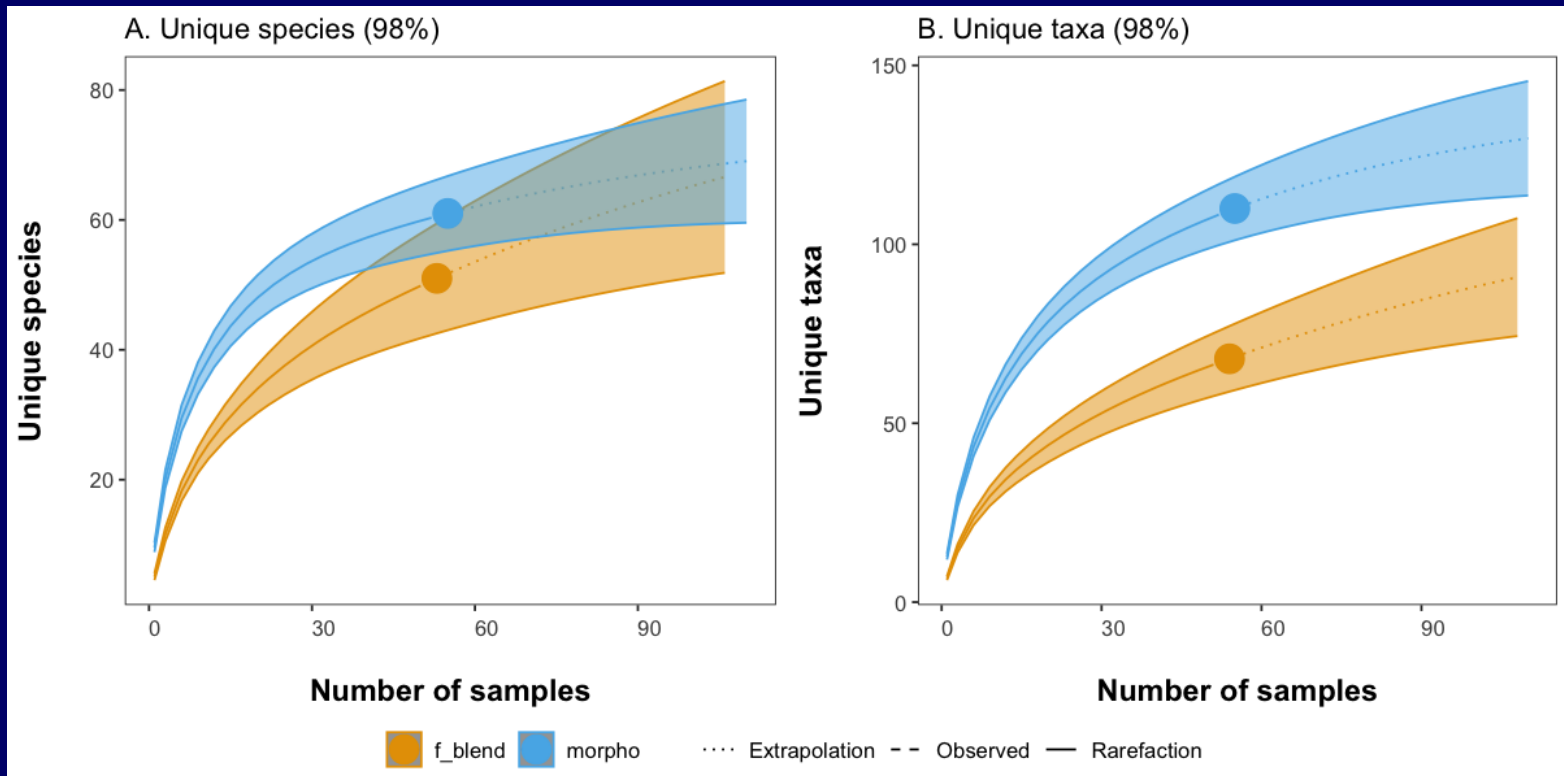 A. Unique species (98%)
80
60
40
20
Unique species
0 30 60 90
Number of samples
B. Unique taxa (98%)
150
100
50
0
Unique taxa
0 30 60 90
Number of samples
f_blend morpho Extrapolation Observed Rarefaction